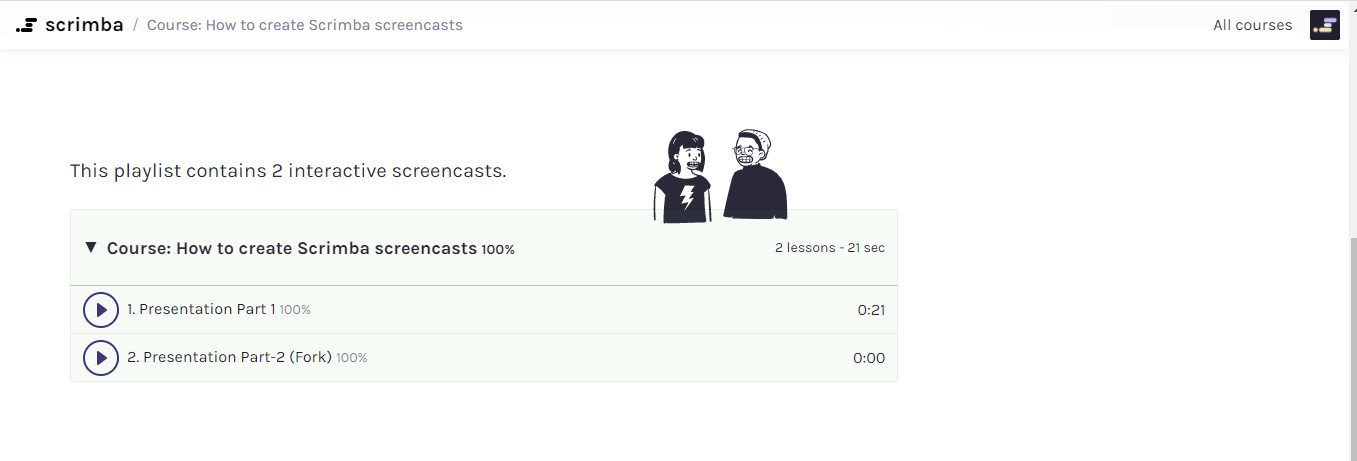 scrimba / Course: How to create Scrimba screencasts All courses
This playlist contains 2 interactive screencasts.
▼ Course: How to create Scrimba screencasts 100% 2 lessons - 21 sec
1. Presentation Part 1 100% 0:21
2. Presentation Part-2 (Fork) 100% 0:00